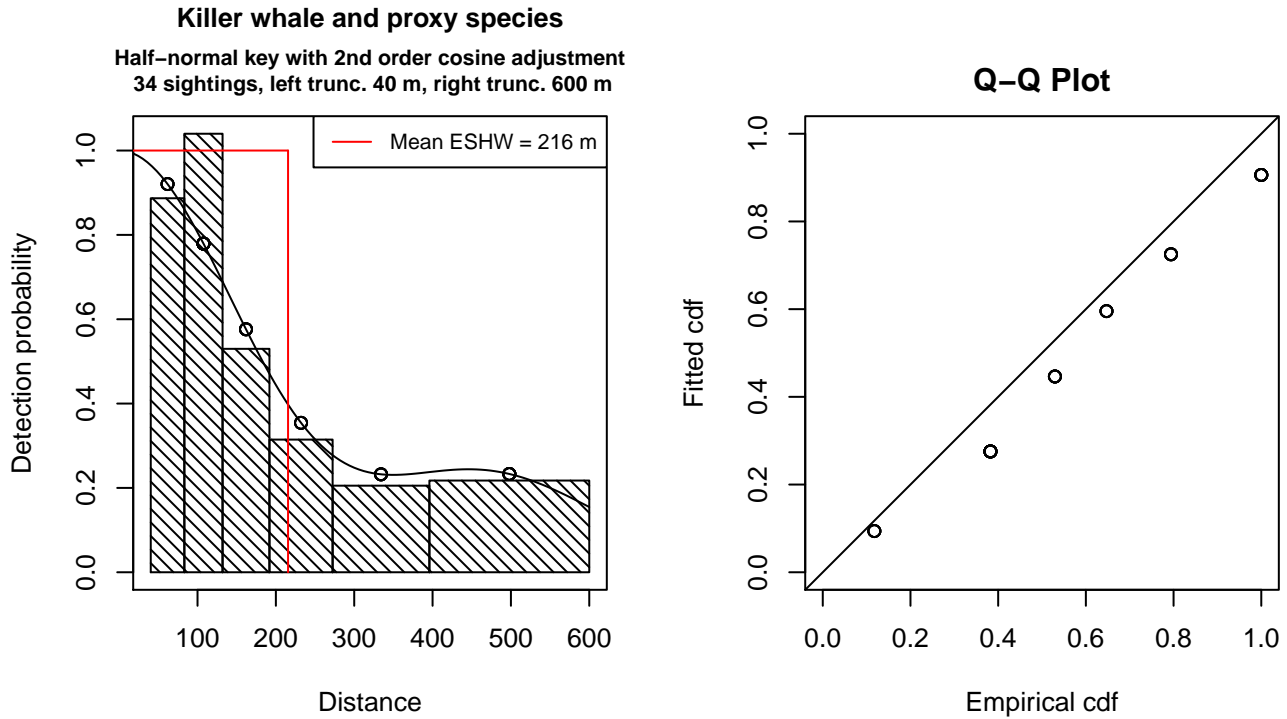 Killer whale and proxy species
Half−normal key with 2nd order cosine adjustment
34 sightings, left trunc. 40 m, right trunc. 600 m
Mean ESHW = 216 m
Detection probability
0.0 0.2 0.4 0.6 0.8 1.0
100 200 300 400 500 600
Distance
Q−Q Plot
Fitted cdf
0.0 0.2 0.4 0.6 0.8 1.0
0.0 0.2 0.4 0.6 0.8 1.0
Empirical cdf